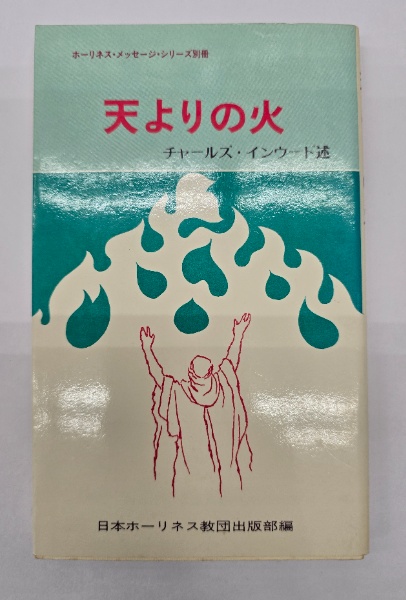 ホーリネス・メッセージ・シリーズ別冊
天よりの火
チャールズ・インウード述
日本ホーリネス教団出版部編